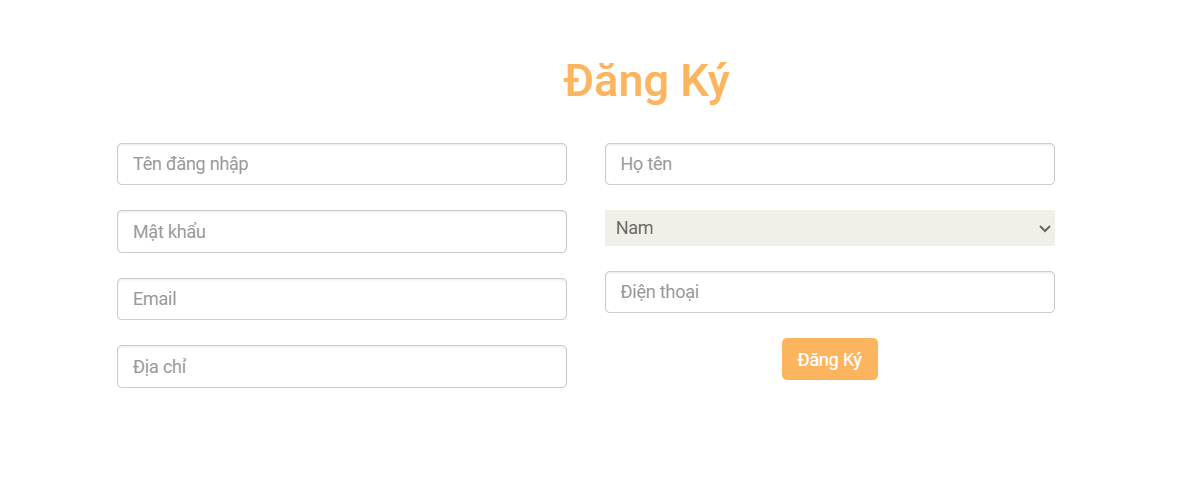 Đăng Ký
Tên đăng nhập
Họ tên
Mật khẩu
Nam
Email
Điện thoại
Địa chỉ
Đăng Ký